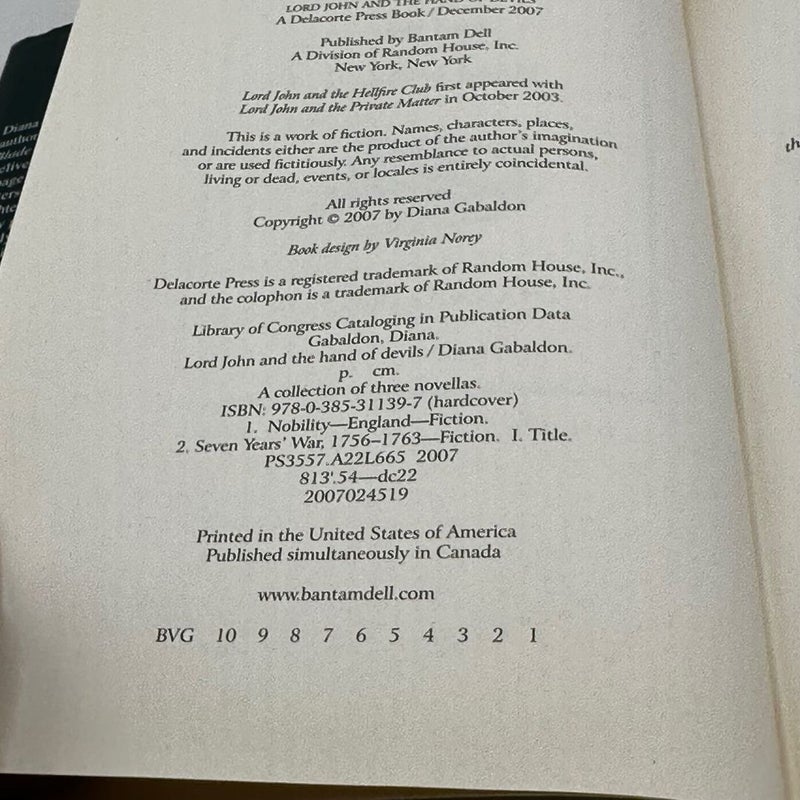 LORD JOHN AND THE HAND OF DEVILS
A Delacorte Press Book / December 2007
Published by Bantam Dell
A Division of Random House, Inc.
New York, New York
Lord John and the Hellfire Club first appeared with
Lord John and the Private Matter in October 2003.
This is a work of fiction. Names, characters, places,
and incidents either are the product of the author's imagination
or are used fictitiously. Any resemblance to actual persons,
living or dead, events, or locales is entirely coincidental.
All rights reserved
Copyright © 2007 by Diana Gabaldon
Book design by Virginia Norey
Delacorte Press is a registered trademark of Random House, Inc.,
and the colophon is a trademark of Random House, Inc.
Library of Congress Cataloging in Publication Data
Gabaldon, Diana.
Lord John and the hand of devils / Diana Gabaldon.
p. cm.
A collection of three novellas.
ISBN: 978-0-385-31139-7 (hardcover)
1. Nobility—England—Fiction.
2. Seven Years' War, 1756–1763—Fiction. I. Title.
PS3557.A22L665 2007
813'.54—dc22
2007024519
Printed in the United States of America
Published simultaneously in Canada
www.bantamdell.com
BVG 10 9 8 7 6 5 4 3 2 1
Diana